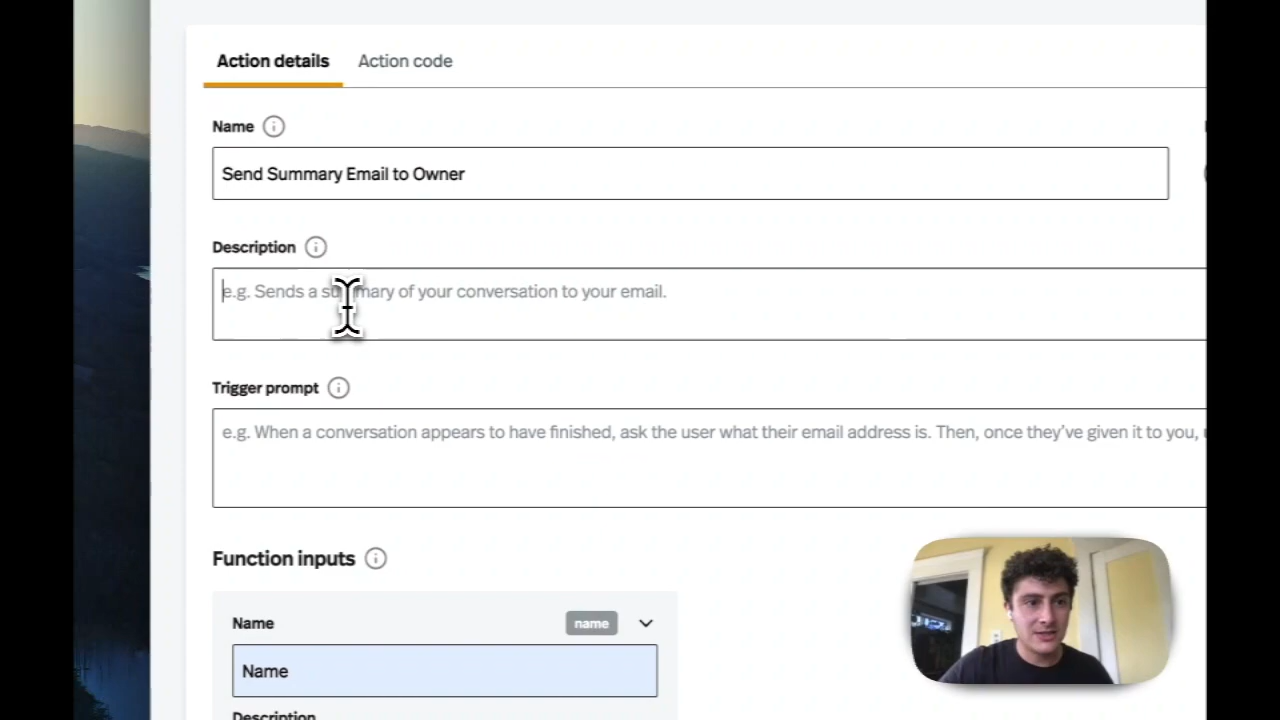 Action details
Action code
Name
Send Summary Email to Owner
Description
e.g. Sends a summary of your conversation to your email.
Trigger prompt
e.g. When a conversation appears to have finished, ask the user what their email address is. Then, once they've given it to you,
Function inputs
Name
name
Name
Description